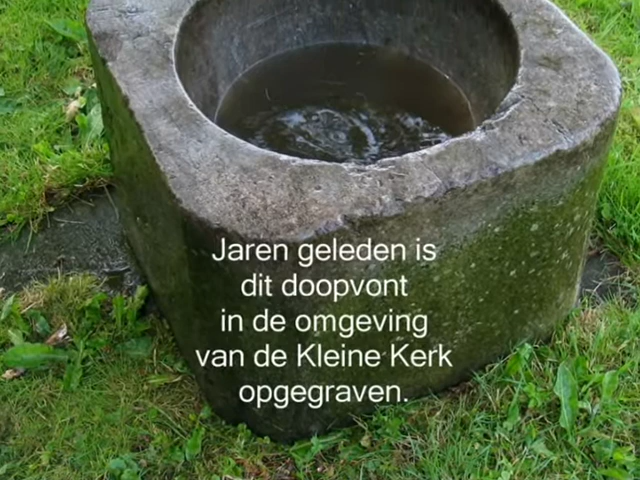 Jaren geleden is
dit doopvont
in de omgeving
van de Kleine Kerk
opgegraven.